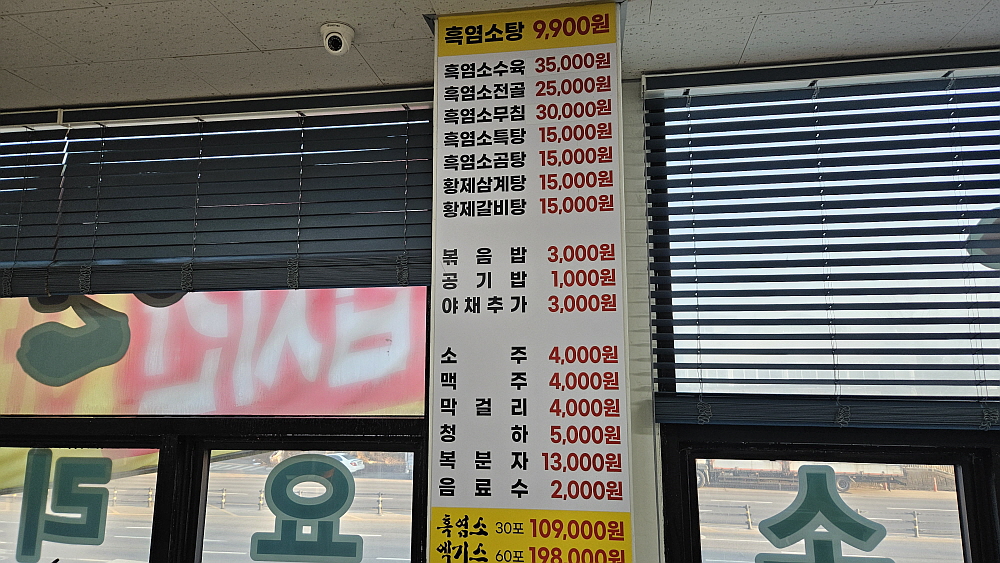 흑염소탕 9,900원
흑염소수육 35,000원
흑염소전골 25,000원
흑염소무침 30,000원
흑염소특탕 15,000원
흑염소곰탕 15,000원
황제삼계탕 15,000원
황제갈비탕 15,000원
볶음밥 3,000원
공기밥 1,000원
야채추가 3,000원
소주 4,000원
맥주 4,000원
막걸리 4,000원
청하 5,000원
복분자 13,000원
음료수 2,000원
흑염소 30포 109,000원
엑기스 60포 198,000원
요
소